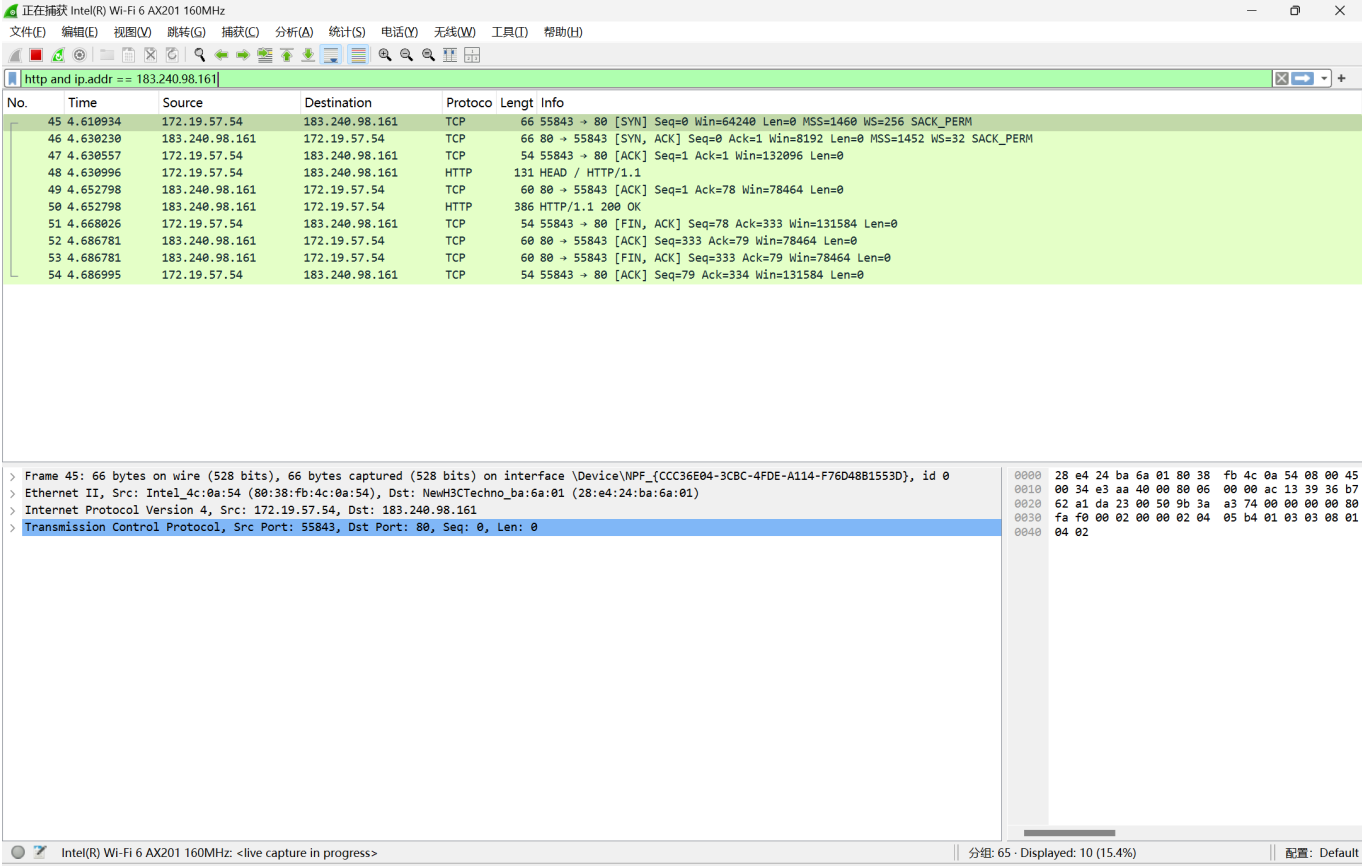 正在捕获 Intel(R) Wi-Fi 6 AX201 160MHz
文件(F) 编辑(E) 视图(V) 跳转(G) 捕获(C) 分析(A) 统计(S) 电话(Y) 无线(W) 工具(T) 帮助(H)
http and ip.addr == 183.240.98.161
No. Time Source Destination Protoco Lengt Info
45 4.610934 172.19.57.54 183.240.98.161 TCP 66 55843 → 80 [SYN] Seq=0 Win=64240 Len=0 MSS=1460 WS=256 SACK_PERM
46 4.630230 183.240.98.161 172.19.57.54 TCP 66 80 → 55843 [SYN, ACK] Seq=0 Ack=1 Win=8192 Len=0 MSS=1452 WS=32 SACK_PERM
47 4.630557 172.19.57.54 183.240.98.161 TCP 54 55843 → 80 [ACK] Seq=1 Ack=1 Win=132096 Len=0
48 4.630996 172.19.57.54 183.240.98.161 HTTP 131 HEAD / HTTP/1.1
49 4.652798 183.240.98.161 172.19.57.54 TCP 60 80 → 55843 [ACK] Seq=1 Ack=78 Win=78464 Len=0
50 4.652798 183.240.98.161 172.19.57.54 HTTP 386 HTTP/1.1 200 OK
51 4.668026 172.19.57.54 183.240.98.161 TCP 54 55843 → 80 [FIN, ACK] Seq=78 Ack=333 Win=131584 Len=0
52 4.686781 183.240.98.161 172.19.57.54 TCP 60 80 → 55843 [ACK] Seq=333 Ack=79 Win=78464 Len=0
53 4.686781 183.240.98.161 172.19.57.54 TCP 60 80 → 55843 [FIN, ACK] Seq=333 Ack=79 Win=78464 Len=0
54 4.686995 172.19.57.54 183.240.98.161 TCP 54 55843 → 80 [ACK] Seq=79 Ack=334 Win=131584 Len=0
Frame 45: 66 bytes on wire (528 bits), 66 bytes captured (528 bits) on interface \Device\NPF_{CCC36E04-3CBC-4FDE-A114-F76D48B1553D}, id 0
Ethernet II, Src: Intel_4c:0a:54 (80:38:fb:4c:0a:54), Dst: NewH3CTechno_ba:6a:01 (28:e4:24:ba:6a:01)
Internet Protocol Version 4, Src: 172.19.57.54, Dst: 183.240.98.161
Transmission Control Protocol, Src Port: 55843, Dst Port: 80, Seq: 0, Len: 0
0000 28 e4 24 ba 6a 01 80 38 fb 4c 0a 54 08 00 45
0010 00 34 e3 aa 40 00 80 06 00 00 ac 13 39 36 b7
0020 62 a1 da 23 00 50 9b 3a a3 74 00 00 00 00 80
0030 fa f0 00 02 00 00 02 04 05 b4 01 03 03 08 01
0040 04 02
Intel(R) Wi-Fi 6 AX201 160MHz: <live capture in progress>
分组: 65 · Displayed: 10 (15.4%)
配置: Default